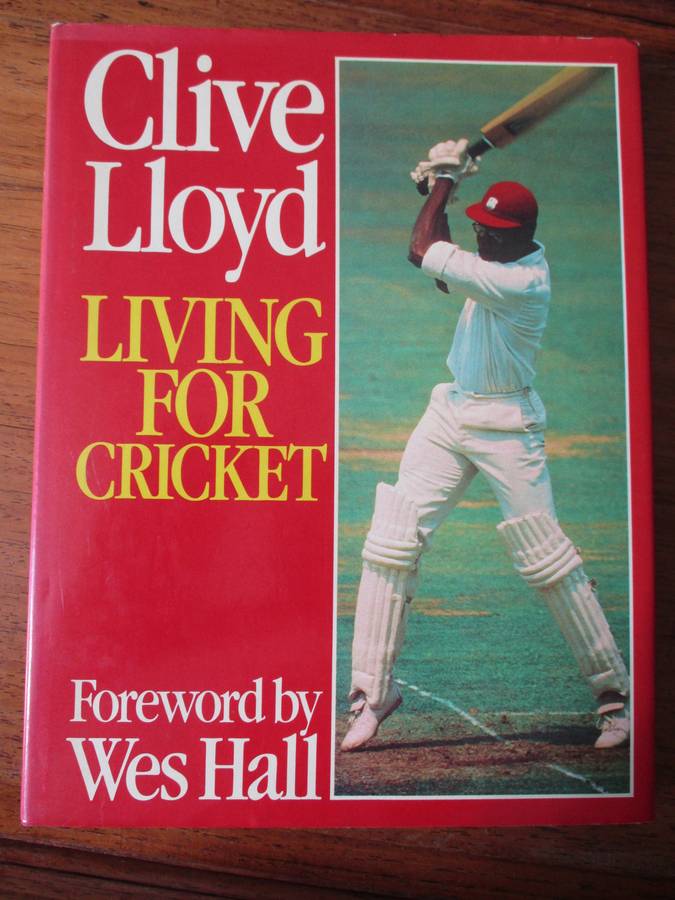 Clive
Lloyd
LIVING
FOR
CRICKET
Foreword by
Wes Hall